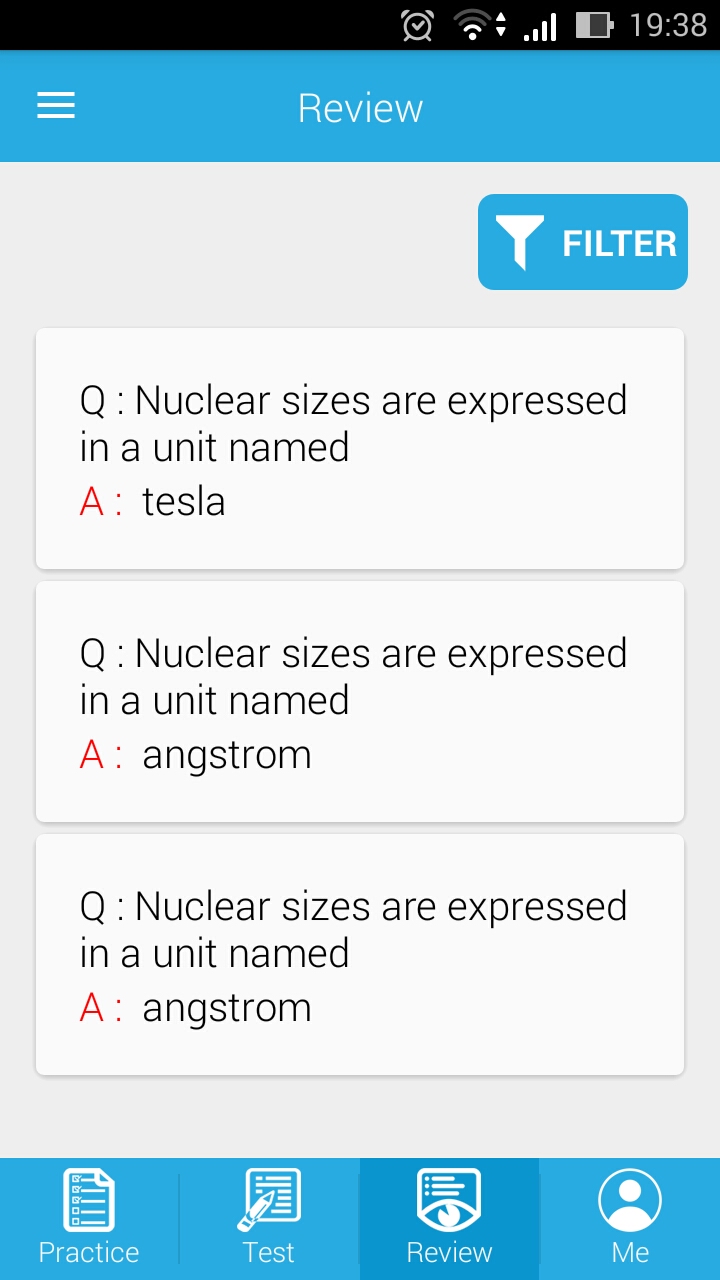 19:38
Review
FILTER
Q : Nuclear sizes are expressed
in a unit named
A : tesla
Q : Nuclear sizes are expressed
in a unit named
A : angstrom
Q : Nuclear sizes are expressed
in a unit named
A : angstrom
Practice Test Review Me